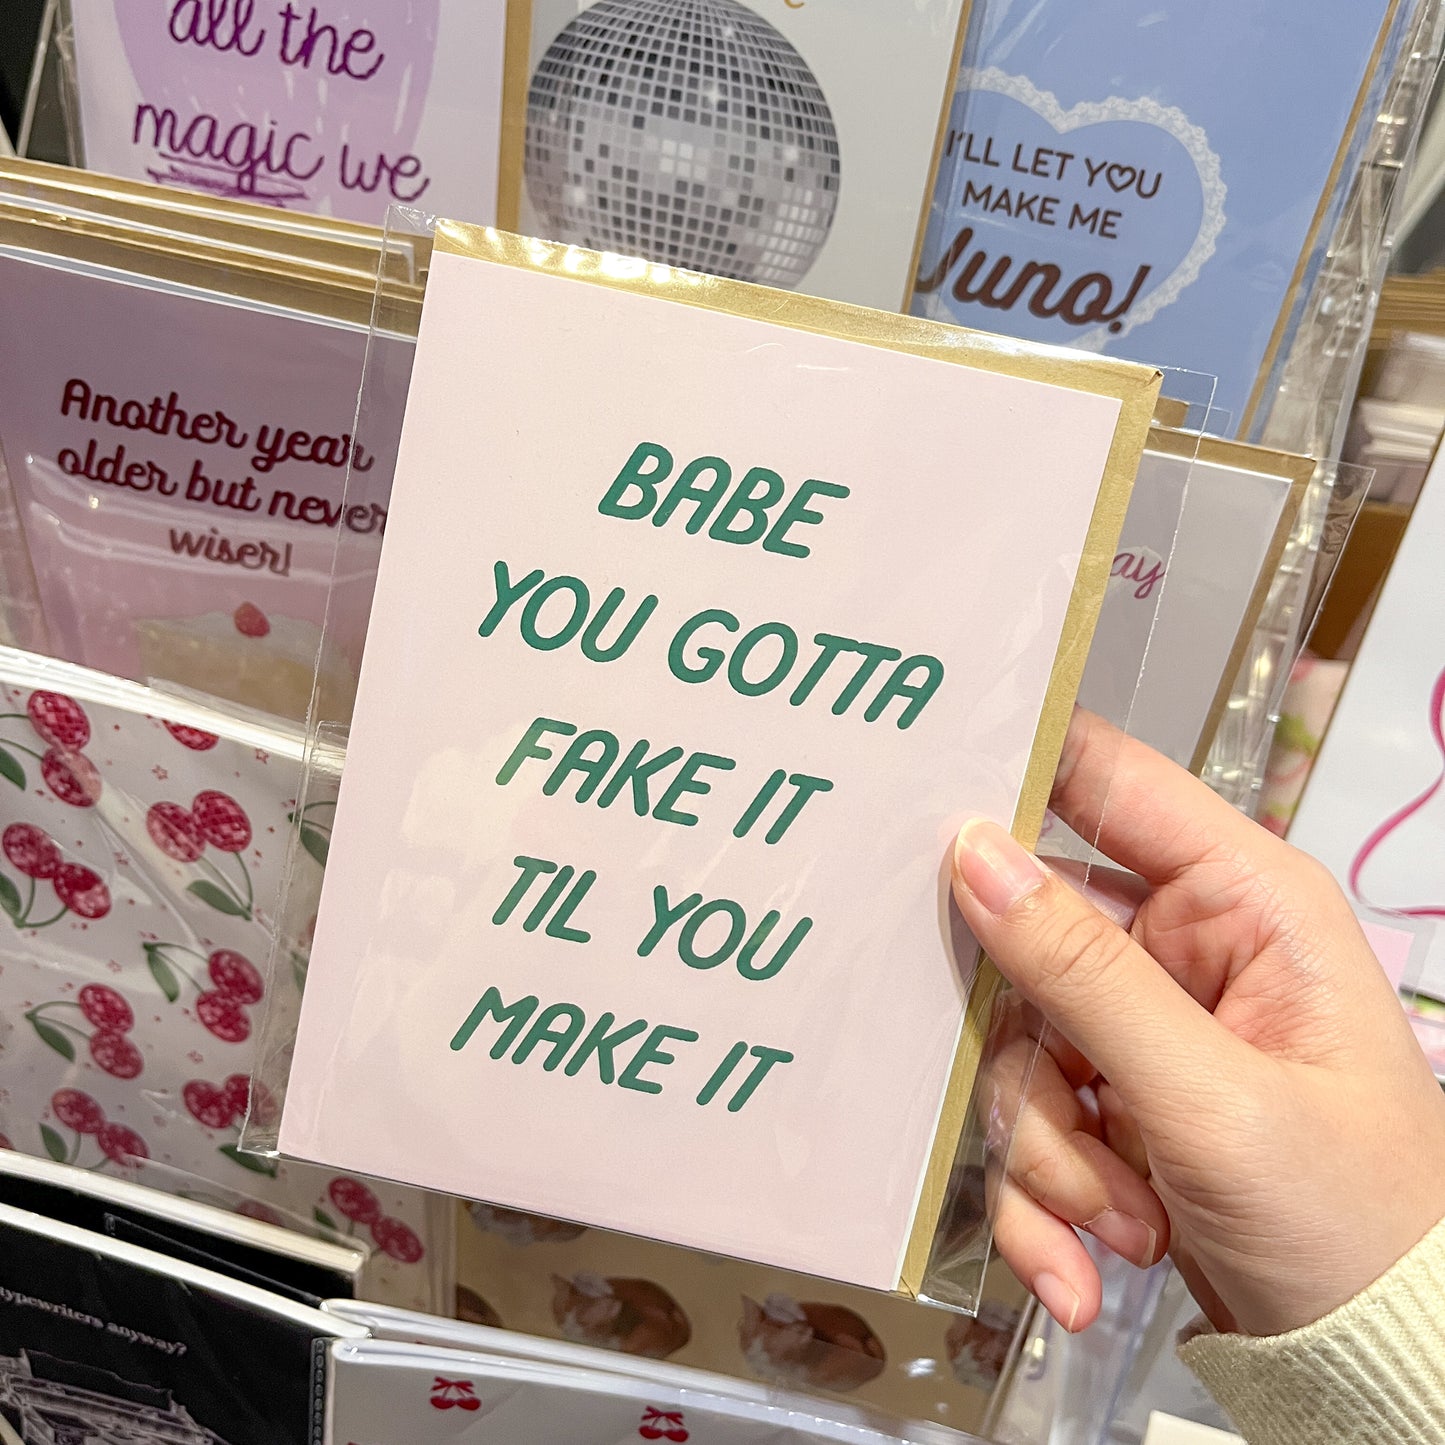 all the
magic we
I'LL LET YOU
MAKE ME
Juno!
Another year
older but never
wiser!
BABE
YOU GOTTA
FAKE IT
TIL YOU
MAKE IT
typewriters anyway?